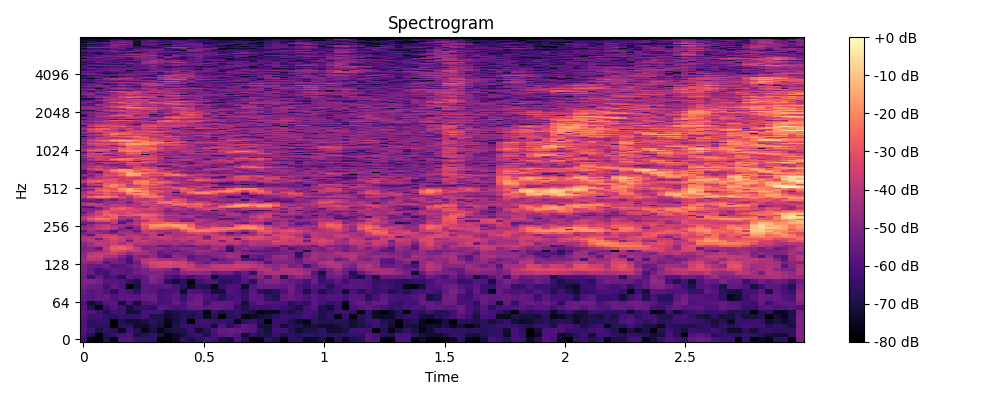 Spectrogram
Hz
4096
2048
1024
512
256
128
64
0
0 0.5 1 1.5 2 2.5
Time
+0 dB
-10 dB
-20 dB
-30 dB
-40 dB
-50 dB
-60 dB
-70 dB
-80 dB